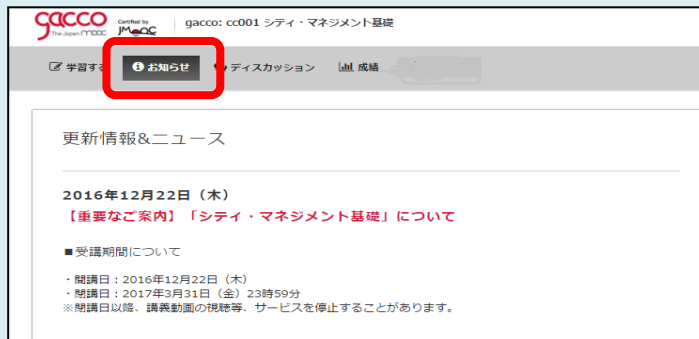 gacco
The Japan MOOC
Certified by
JMOOC
gacco: cc001 シティ・マネジメント基礎
学習する お知らせ ディスカッション 成績
更新情報&ニュース
2016年12月22日（木）
【重要なご案内】「シティ・マネジメント基礎」について
■受講期間について
・開講日：2016年12月22日（木）
・閉講日：2017年3月31日（金）23時59分
※閉講日以降、講義動画の視聴等、サービスを停止することがあります。